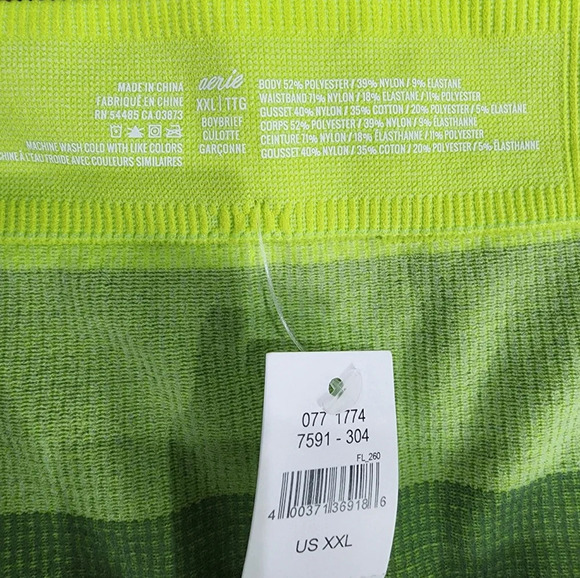 MADE IN CHINA
FABRIQUÉ EN CHINE
RN 54485 CA 03873
MACHINE WASH COLD WITH LIKE COLORS
CHINE À L'EAU FROIDE AVEC COULEURS SIMILAIRES
aerie
XXL | TTG
BOYBRIEF
CULOTTE
GARÇONNE
BODY 52% POLYESTER / 39% NYLON / 9% ELASTANE
WAISTBAND 71% NYLON / 18% ELASTANE / 11% POLYESTER
GUSSET 40% NYLON / 35% COTTON / 20% POLYESTER / 5% ELASTANE
CORPS 52% POLYESTER / 39% NYLON / 9% ÉLASTHANNE
CEINTURE 71% NYLON / 18% ÉLASTHANNE / 11% POLYESTER
GOUSSET 40% NYLON / 35% COTON / 20% POLYESTER / 5% ÉLASTHANNE
077 1774
7591 - 304
FL_260
4 00371 36918 6
US XXL